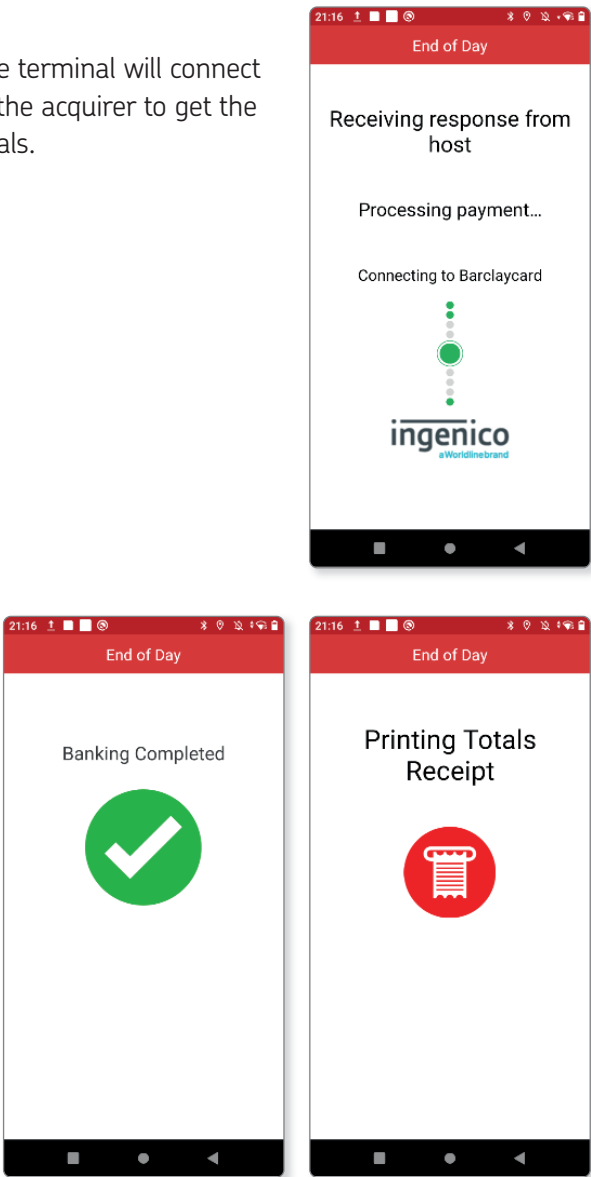 e terminal will connect
the acquirer to get the
als.
21:16
End of Day
Receiving response from
host
Processing payment...
Connecting to Barclaycard
ingenico
a Worldline brand
21:16
End of Day
Banking Completed
21:16
End of Day
Printing Totals
Receipt